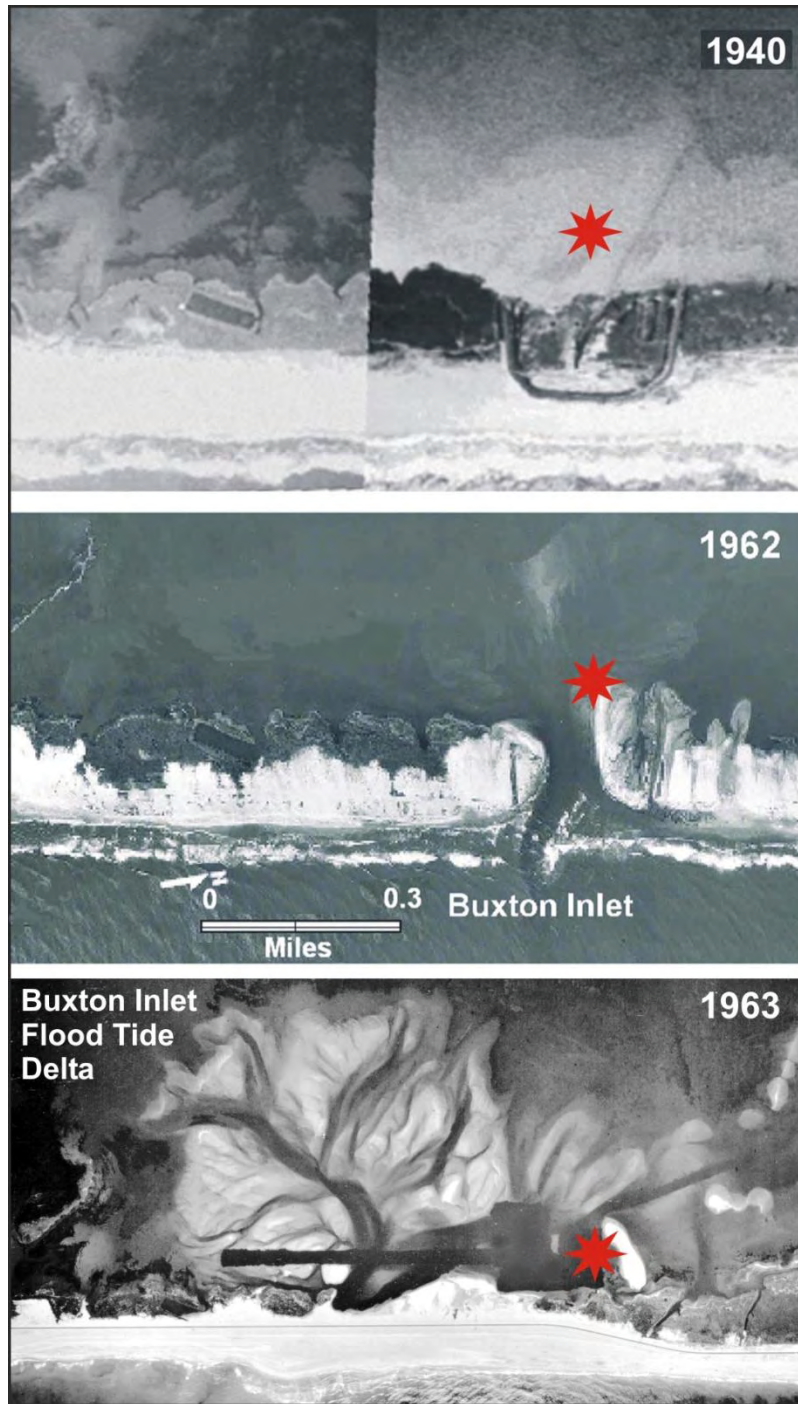 1940
1962
N
0
0.3
Miles
Buxton Inlet
Buxton Inlet
Flood Tide
Delta
1963